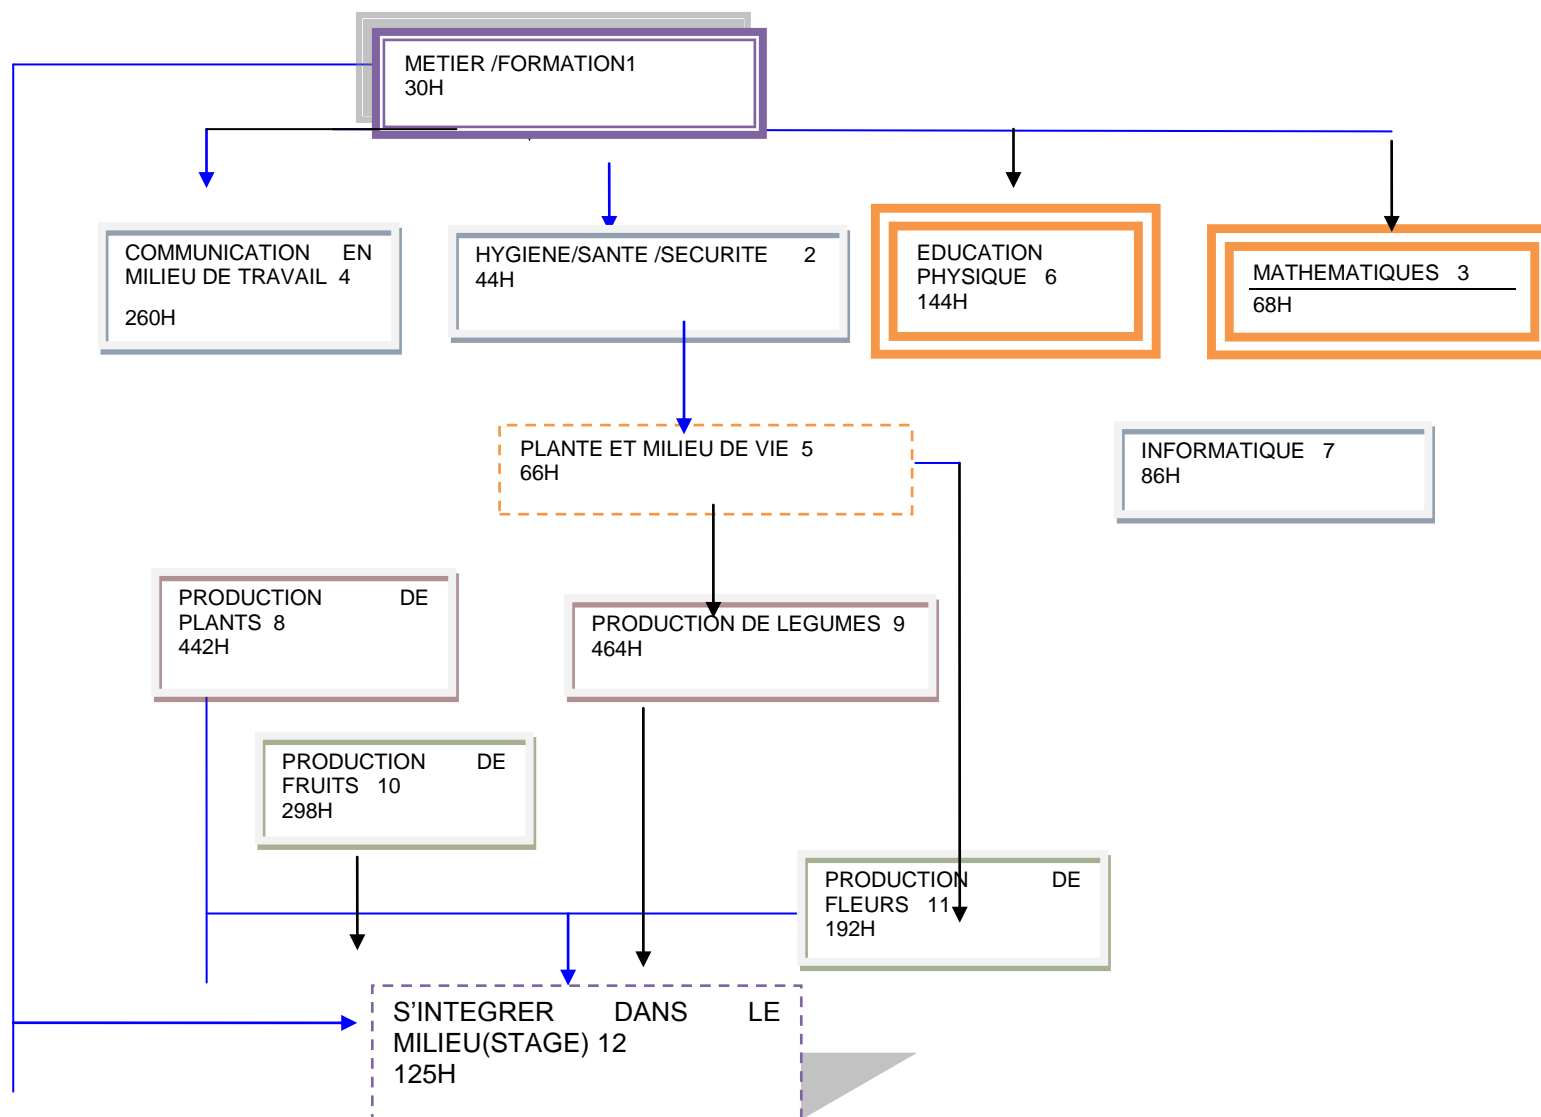 METIER /FORMATION1
30H
COMMUNICATION EN
MILIEU DE TRAVAIL 4
260H
HYGIENE/SANTE /SECURITE 2
44H
EDUCATION
PHYSIQUE 6
144H
MATHEMATIQUES 3
68H
PLANTE ET MILIEU DE VIE 5
66H
INFORMATIQUE 7
86H
PRODUCTION DE
PLANTS 8
442H
PRODUCTION DE LEGUMES 9
464H
PRODUCTION DE
FRUITS 10
298H
PRODUCTION DE
FLEURS 11
192H
S'INTEGRER DANS LE
MILIEU(STAGE) 12
125H